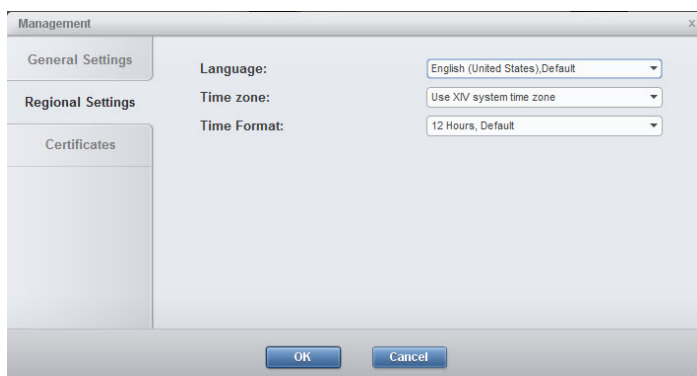 Management
x
General Settings
Regional Settings
Certificates
Language: English (United States),Default
Time zone: Use XIV system time zone
Time Format: 12 Hours, Default
OK Cancel